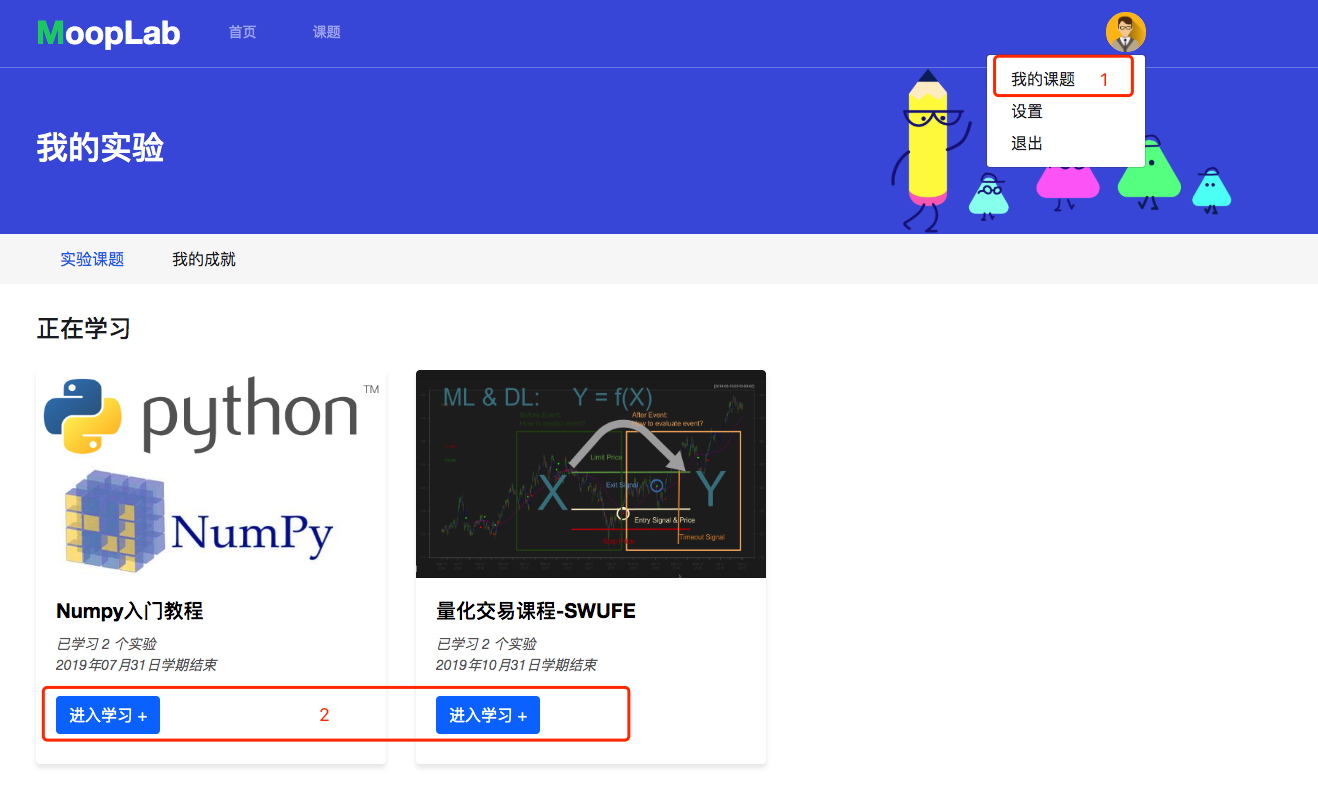 MoopLab 首页 课题
我的课题 1
设置
退出
我的实验
实验课题 我的成就
正在学习
python TM
NumPy
Numpy入门教程
已学习 2 个实验
2019年07月31日学期结束
进入学习 +
2
ML & DL: Y = f(X)
After Event:
How to evaluate event?
Limit Price
X
Y
Exit Signal
Entry Signal & Price
Timeout Signal
量化交易课程-SWUFE
已学习 2 个实验
2019年10月31日学期结束
进入学习 +